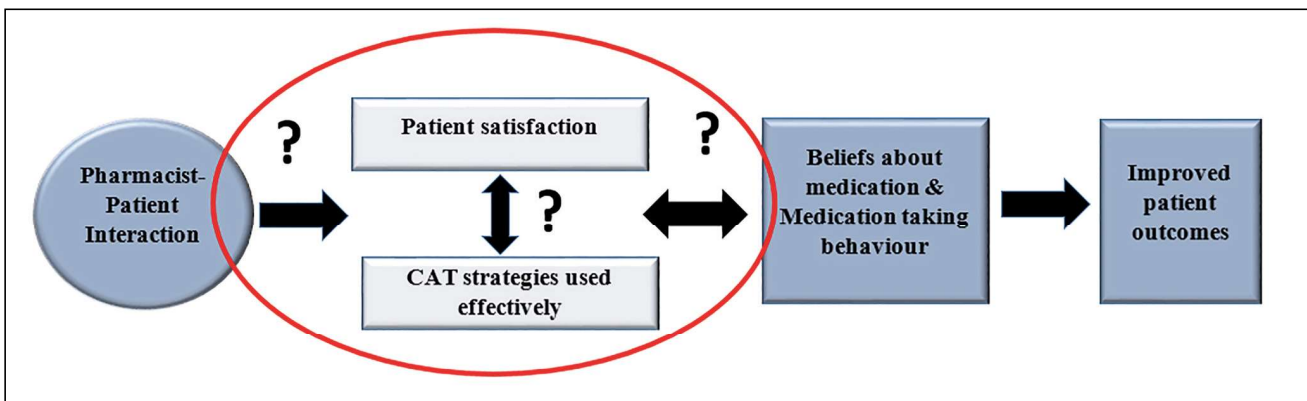 Pharmacist-
Patient
Interaction
?
Patient satisfaction
?
CAT strategies used
effectively
?
Beliefs about
medication &
Medication taking
behaviour
Improved
patient
outcomes